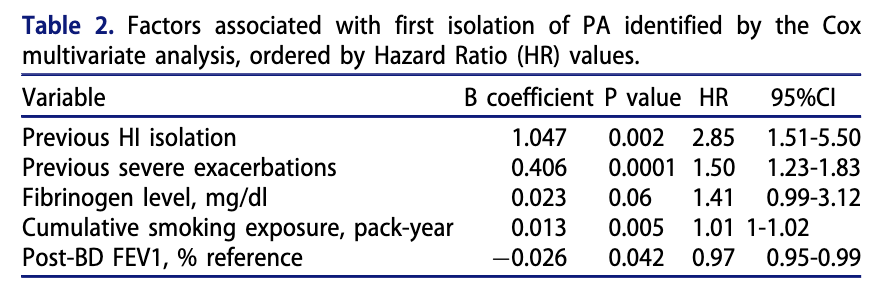 Table 2. Factors associated with first isolation of PA identified by the Cox
multivariate analysis, ordered by Hazard Ratio (HR) values.
Variable B coefficient P value HR 95%CI
Previous HI isolation 1.047 0.002 2.85 1.51-5.50
Previous severe exacerbations 0.406 0.0001 1.50 1.23-1.83
Fibrinogen level, mg/dl 0.023 0.06 1.41 0.99-3.12
Cumulative smoking exposure, pack-year 0.013 0.005 1.01 1-1.02
Post-BD FEV1, % reference −0.026 0.042 0.97 0.95-0.99